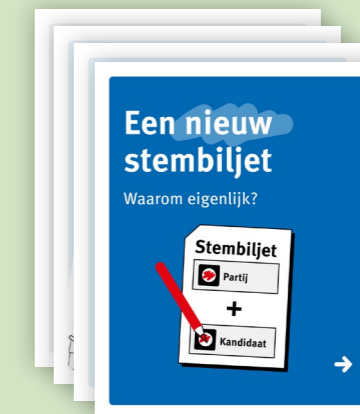 Een nieuw
stembiljet
Waarom eigenlijk?
Stembiljet
Partij
+
Kandidaat